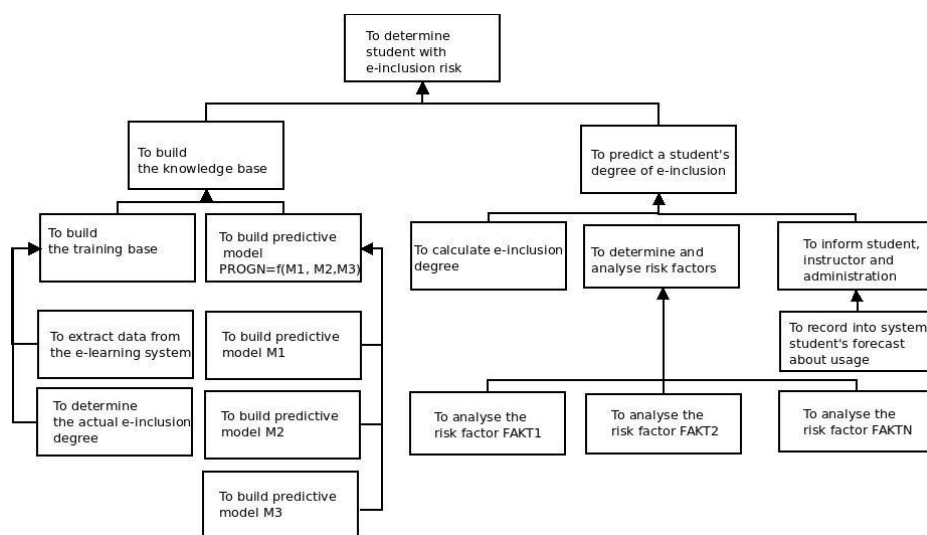 To determine
student with
e-inclusion risk
To build
the knowledge base
To predict a student's
degree of e-inclusion
To build
the training base
To build predictive
model
PROGN=f(M1, M2,M3)
To calculate e-inclusion
degree
To determine and
analyse risk factors
To inform student,
instructor and
administration
To extract data from
the e-learning system
To build predictive
model M1
To record into system
student's forecast
about usage
To determine
the actual e-inclusion
degree
To build predictive
model M2
To analyse the
risk factor FAKT1
To analyse the
risk factor FAKT2
To analyse the
risk factor FAKTN
To build predictive
model M3